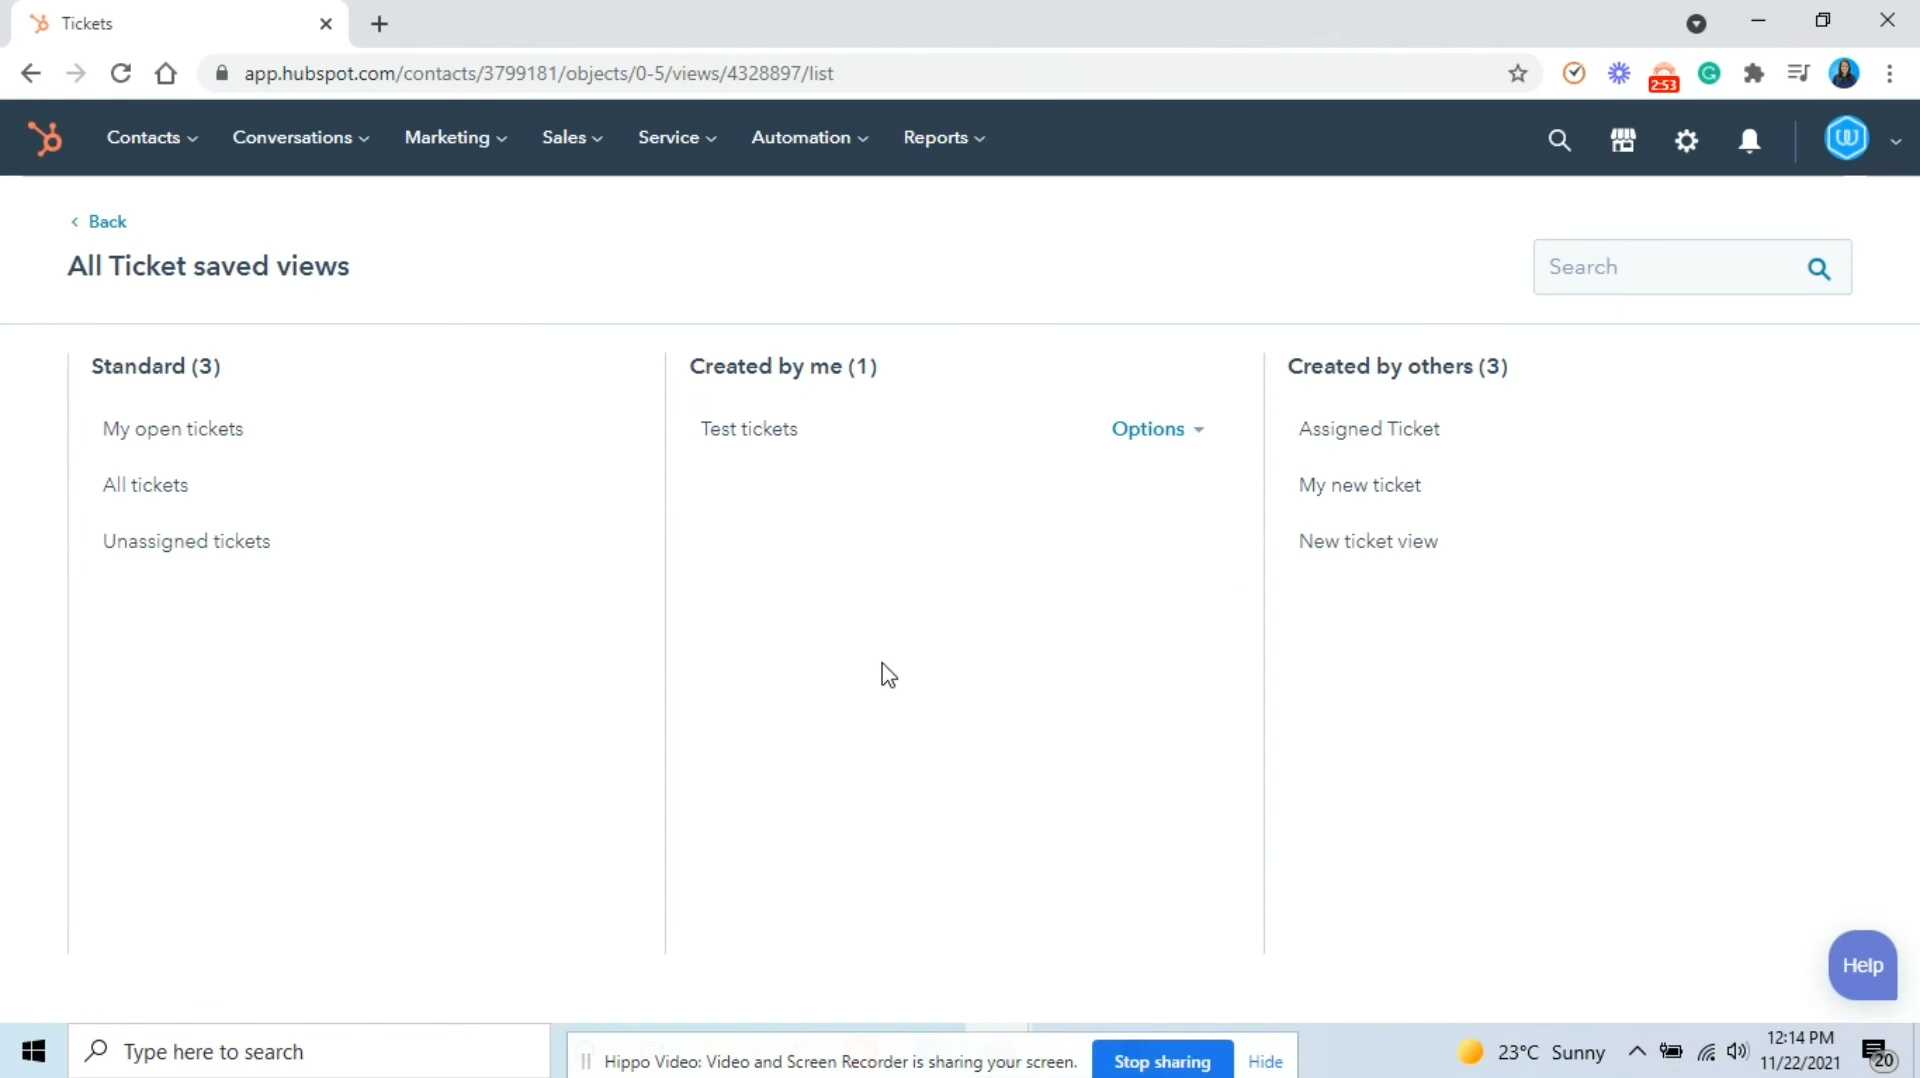 Tickets
app.hubspot.com/contacts/3799181/objects/0-5/views/4328897/list
2:53
Contacts Conversations Marketing Sales Service Automation Reports
Back
All Ticket saved views
Search
Standard (3)
My open tickets
All tickets
Unassigned tickets
Created by me (1)
Test tickets Options
Created by others (3)
Assigned Ticket
My new ticket
New ticket view
Help
Type here to search
Hippo Video: Video and Screen Recorder is sharing your screen. Stop sharing Hide
23°C Sunny
12:14 PM
11/22/2021
20